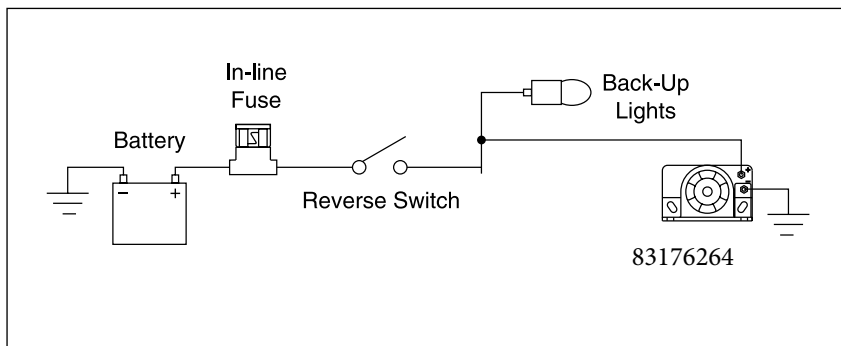 In-line
Fuse
Back-Up
Lights
Battery
− +
Reverse Switch
+
−
83176264